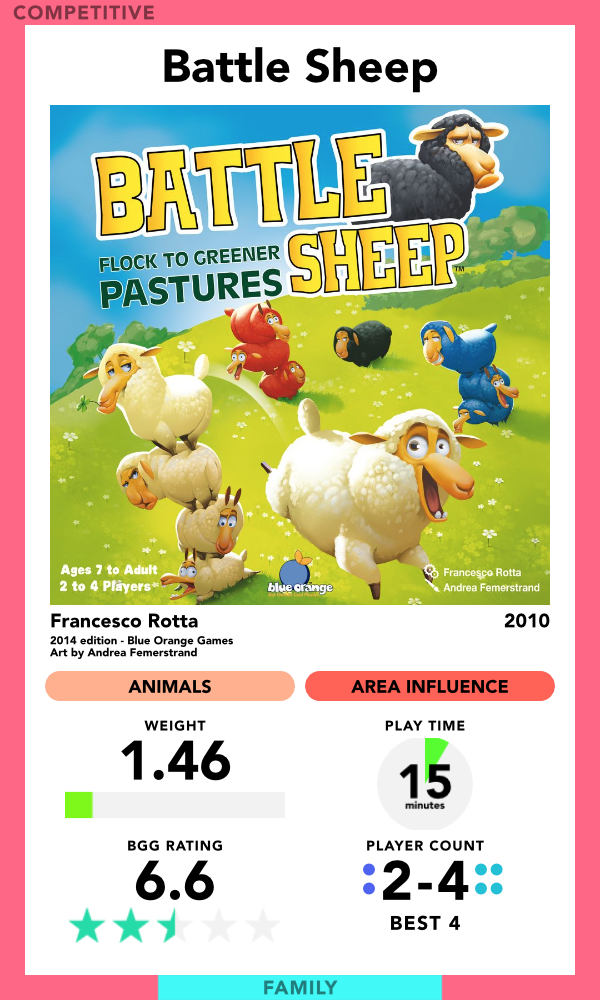 COMPETITIVE
Battle Sheep
BATTLE
FLOCK TO GREENER
PASTURES
SHEEP™
Ages 7 to Adult
2 to 4 Players
blue orange
Francesco Rotta
Andrea Femerstrand
Francesco Rotta
2010
2014 edition - Blue Orange Games
Art by Andrea Femerstrand
ANIMALS
AREA INFLUENCE
WEIGHT
1.46
PLAY TIME
15
minutes
BGG RATING
6.6
PLAYER COUNT
2-4
BEST 4
FAMILY